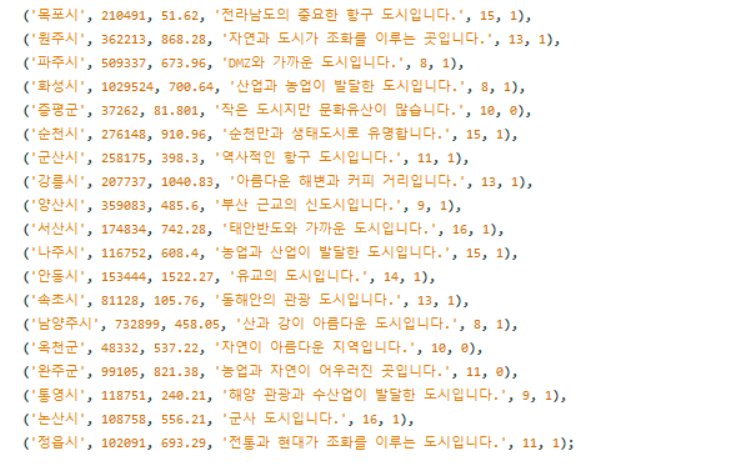 ('목포시', 210491, 51.62, '전라남도의 중요한 항구 도시입니다.', 15, 1),
('원주시', 362213, 868.28, '자연과 도시가 조화를 이루는 곳입니다.', 13, 1),
('파주시', 509337, 673.96, 'DMZ와 가까운 도시입니다.', 8, 1),
('화성시', 1029524, 700.64, '산업과 농업이 발달한 도시입니다.', 8, 1),
('증평군', 37262, 81.801, '작은 도시지만 문화유산이 많습니다.', 10, 0),
('순천시', 276148, 910.96, '순천만과 생태도시로 유명합니다.', 15, 1),
('군산시', 258175, 398.3, '역사적인 항구 도시입니다.', 11, 1),
('강릉시', 207737, 1040.83, '아름다운 해변과 커피 거리입니다.', 13, 1),
('양산시', 359083, 485.6, '부산 근교의 신도시입니다.', 9, 1),
('서산시', 174834, 742.28, '태안반도와 가까운 도시입니다.', 16, 1),
('나주시', 116752, 608.4, '농업과 산업이 발달한 도시입니다.', 15, 1),
('안동시', 153444, 1522.27, '유교의 도시입니다.', 14, 1),
('속초시', 81128, 105.76, '동해안의 관광 도시입니다.', 13, 1),
('남양주시', 732899, 458.05, '산과 강이 아름다운 도시입니다.', 8, 1),
('옥천군', 48332, 537.22, '자연이 아름다운 지역입니다.', 10, 0),
('완주군', 99105, 821.38, '농업과 자연이 어우러진 곳입니다.', 11, 0),
('통영시', 118751, 240.21, '해양 관광과 수산업이 발달한 도시입니다.', 9, 1),
('논산시', 108758, 556.21, '군사 도시입니다.', 16, 1),
('정읍시', 102091, 693.29, '전통과 현대가 조화를 이루는 도시입니다.', 11, 1);